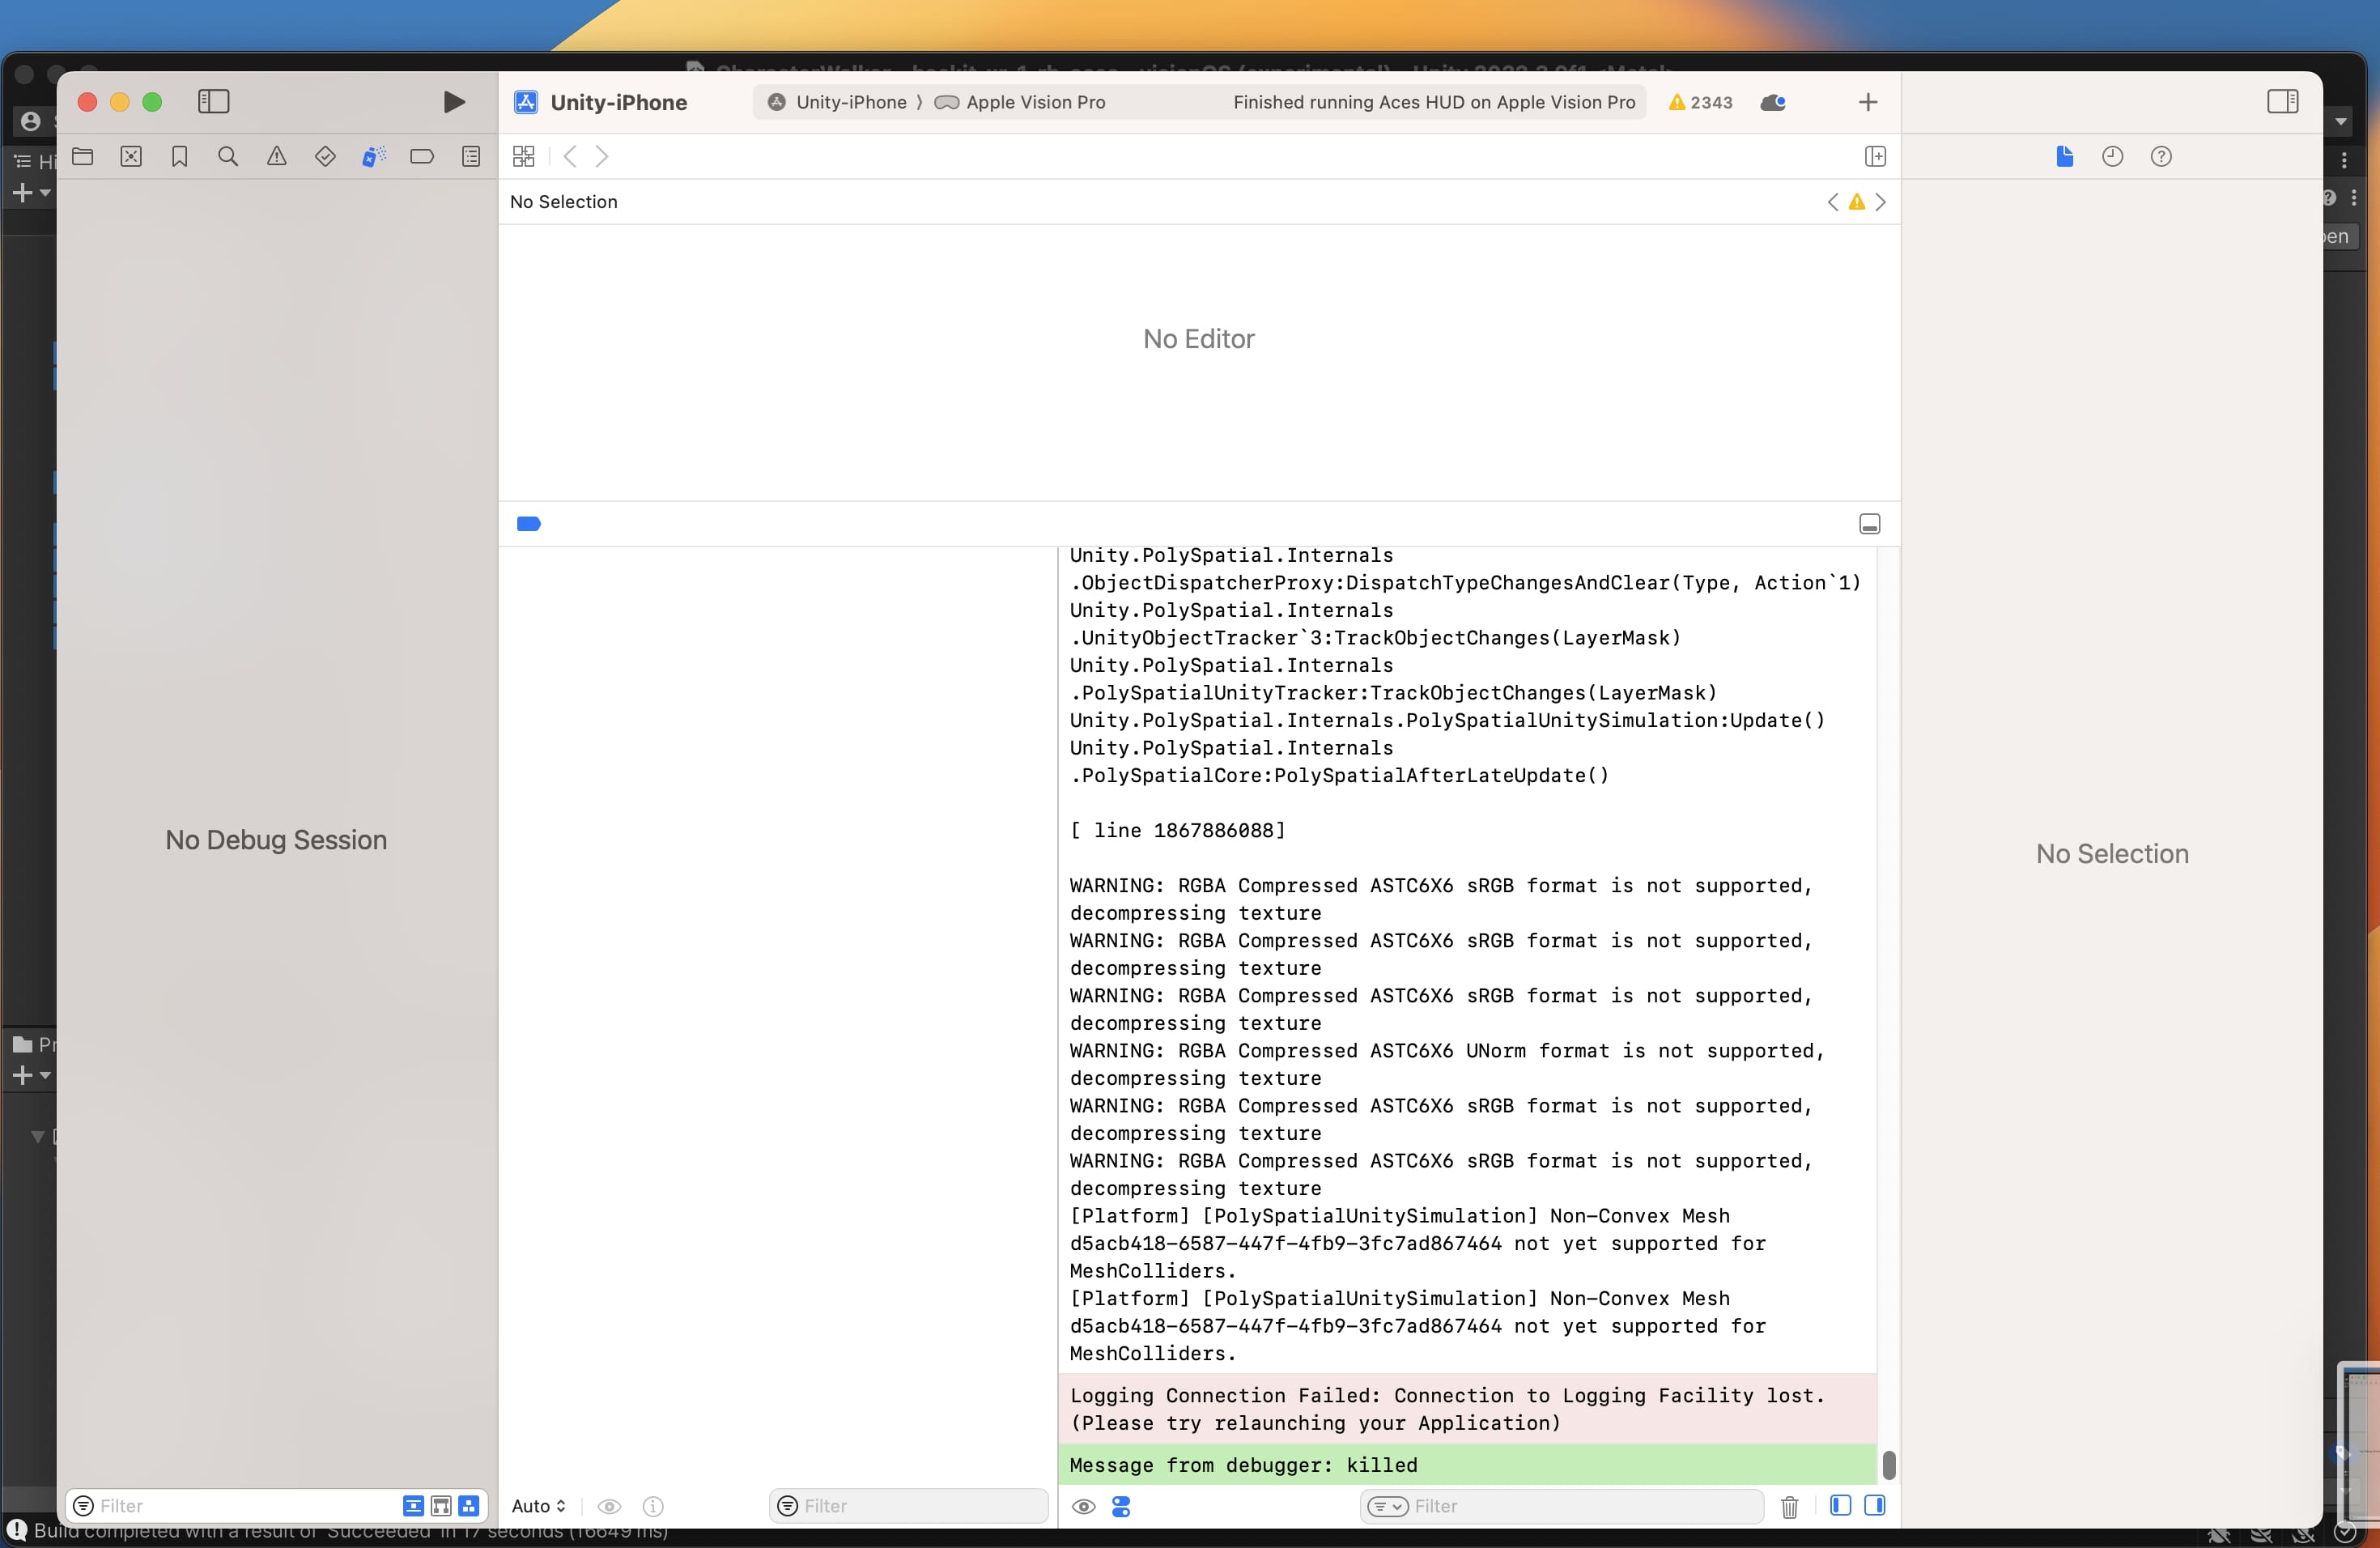 Unity-iPhone
Unity-iPhone 〉 Apple Vision Pro
Finished running Aces HUD on Apple Vision Pro
2343
No Selection
No Editor
No Debug Session
No Selection
Unity.PolySpatial.Internals
.ObjectDispatcherProxy:DispatchTypeChangesAndClear(Type, Action`1)
Unity.PolySpatial.Internals
.UnityObjectTracker`3:TrackObjectChanges(LayerMask)
Unity.PolySpatial.Internals
.PolySpatialUnityTracker:TrackObjectChanges(LayerMask)
Unity.PolySpatial.Internals.PolySpatialUnitySimulation:Update()
Unity.PolySpatial.Internals
.PolySpatialCore:PolySpatialAfterLateUpdate()
[ line 1867886088]
WARNING: RGBA Compressed ASTC6X6 sRGB format is not supported,
decompressing texture
WARNING: RGBA Compressed ASTC6X6 sRGB format is not supported,
decompressing texture
WARNING: RGBA Compressed ASTC6X6 sRGB format is not supported,
decompressing texture
WARNING: RGBA Compressed ASTC6X6 UNorm format is not supported,
decompressing texture
WARNING: RGBA Compressed ASTC6X6 sRGB format is not supported,
decompressing texture
WARNING: RGBA Compressed ASTC6X6 sRGB format is not supported,
decompressing texture
[Platform] [PolySpatialUnitySimulation] Non-Convex Mesh
d5acb418-6587-447f-4fb9-3fc7ad867464 not yet supported for
MeshColliders.
[Platform] [PolySpatialUnitySimulation] Non-Convex Mesh
d5acb418-6587-447f-4fb9-3fc7ad867464 not yet supported for
MeshColliders.
Logging Connection Failed: Connection to Logging Facility lost.
(Please try relaunching your Application)
Message from debugger: killed
Filter
Auto
Filter
Filter
Build completed with a result of 'Succeeded' in 17 seconds (16649 ms)